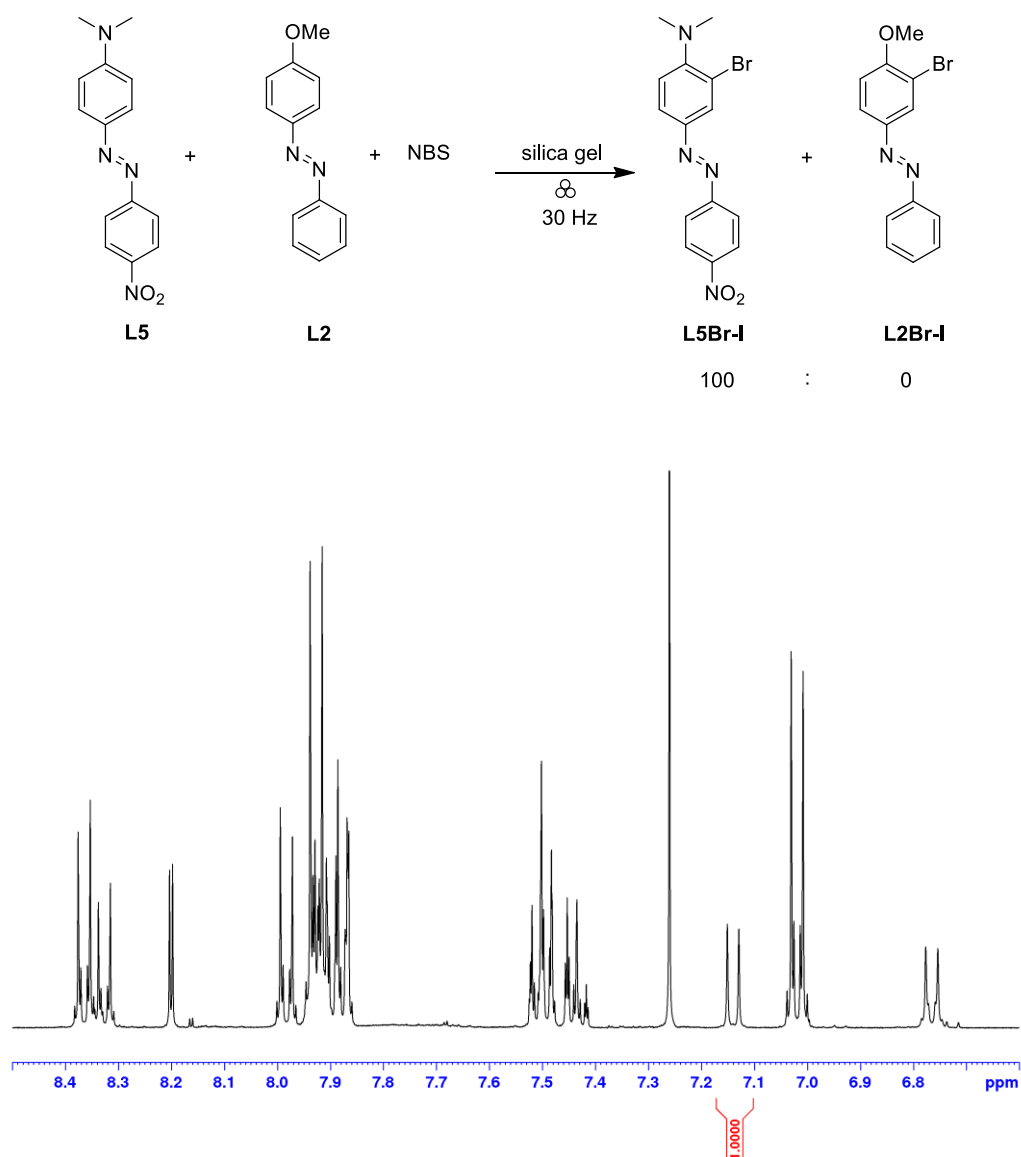 N
OMe
N
Br
OMe
Br
N
N
+
N
N
+
NBS
silica gel
30 Hz
N
N
+
N
N
NO2
NO2
L5
L2
L5Br-I
L2Br-I
100 : 0
8.4 8.3 8.2 8.1 8.0 7.9 7.8 7.7 7.6 7.5 7.4 7.3 7.2 7.1 7.0 6.9 6.8 ppm
1.0000